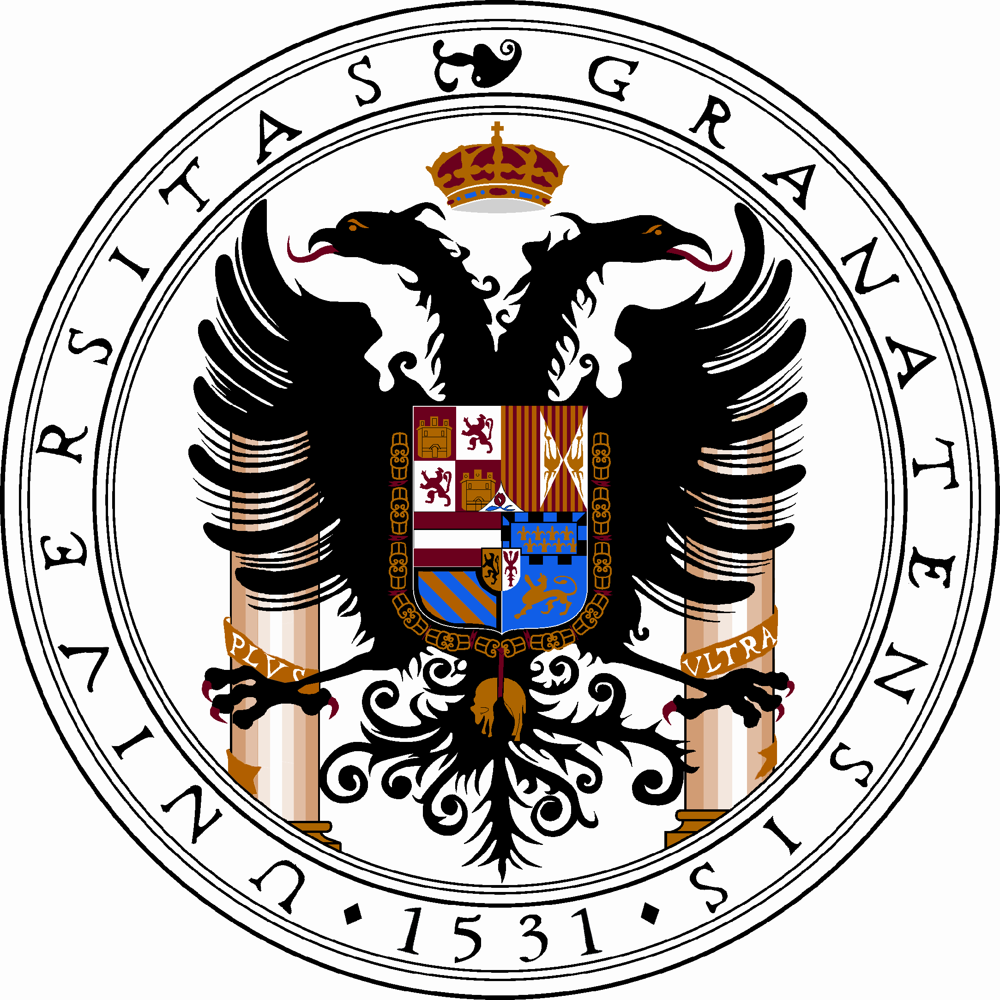 UNIVERSITAS GRANATENSIS
· 1531 ·
PLVS
VLTRA